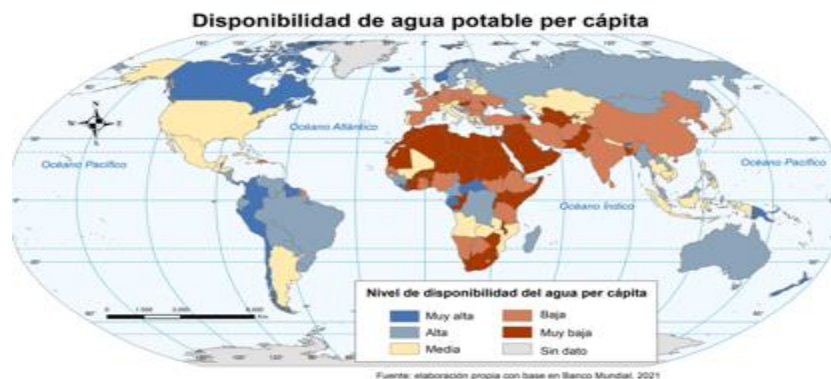 Disponibilidad de agua potable per cápita
N
W E
S
Océano Atlántico
Océano Pacífico
Océano Pacífico
Océano Índico
Nivel de disponibilidad del agua per cápita
Muy alta
Baja
Alta
Muy baja
Media
Sin dato
Fuente: elaboración propia con base en Banco Mundial, 2021